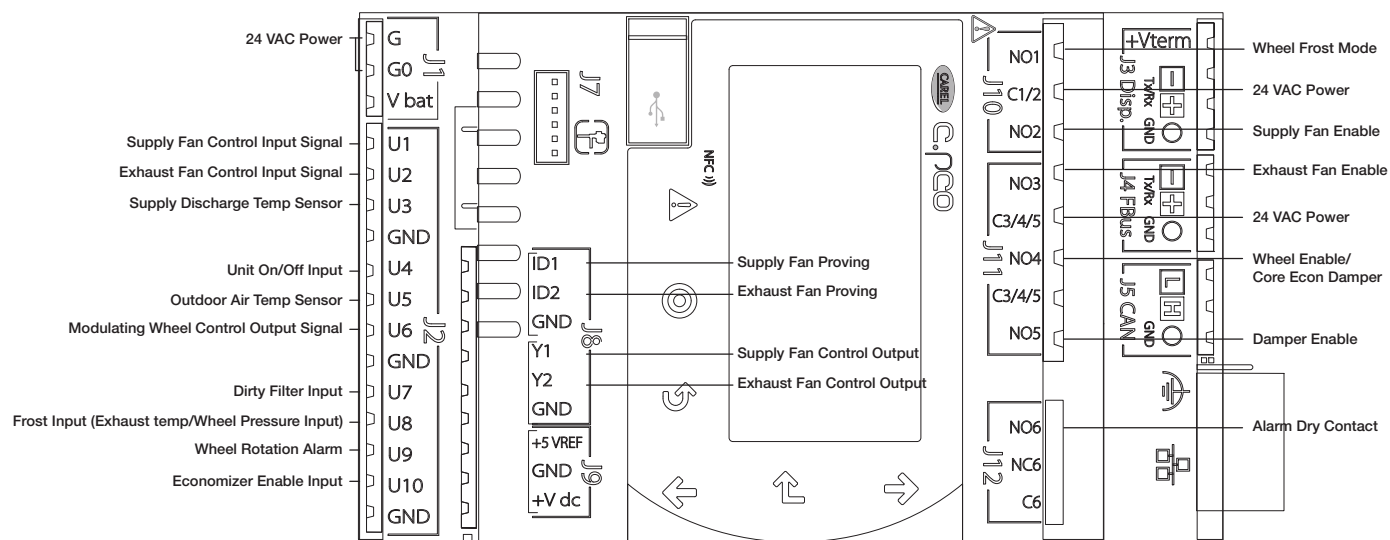 24 VAC Power
Supply Fan Control Input Signal
Exhaust Fan Control Input Signal
Supply Discharge Temp Sensor
Unit On/Off Input
Outdoor Air Temp Sensor
Modulating Wheel Control Output Signal
Dirty Filter Input
Frost Input (Exhaust temp/Wheel Pressure Input)
Wheel Rotation Alarm
Economizer Enable Input
G
G0
V bat
J1
U1
U2
U3
GND
U4
U5
U6
GND
U7
U8
U9
U10
GND
J2
J7
ID1
ID2
GND
Y1
Y2
GND
J8
+5 VREF
GND
+V dc
J9
Supply Fan Proving
Exhaust Fan Proving
Supply Fan Control Output
Exhaust Fan Control Output
NFC
CAREL
c.pco
NO1
C1/2
NO2
J10
NO3
C3/4/5
NO4
C3/4/5
NO5
J11
NO6
NC6
C6
J12
+Vterm
J3 Disp.
Tx/Rx
GND
− +
J4 FBus
Tx/Rx
GND
− +
J5 CAN
GND
L H
Wheel Frost Mode
24 VAC Power
Supply Fan Enable
Exhaust Fan Enable
24 VAC Power
Wheel Enable/
Core Econ Damper
Damper Enable
Alarm Dry Contact